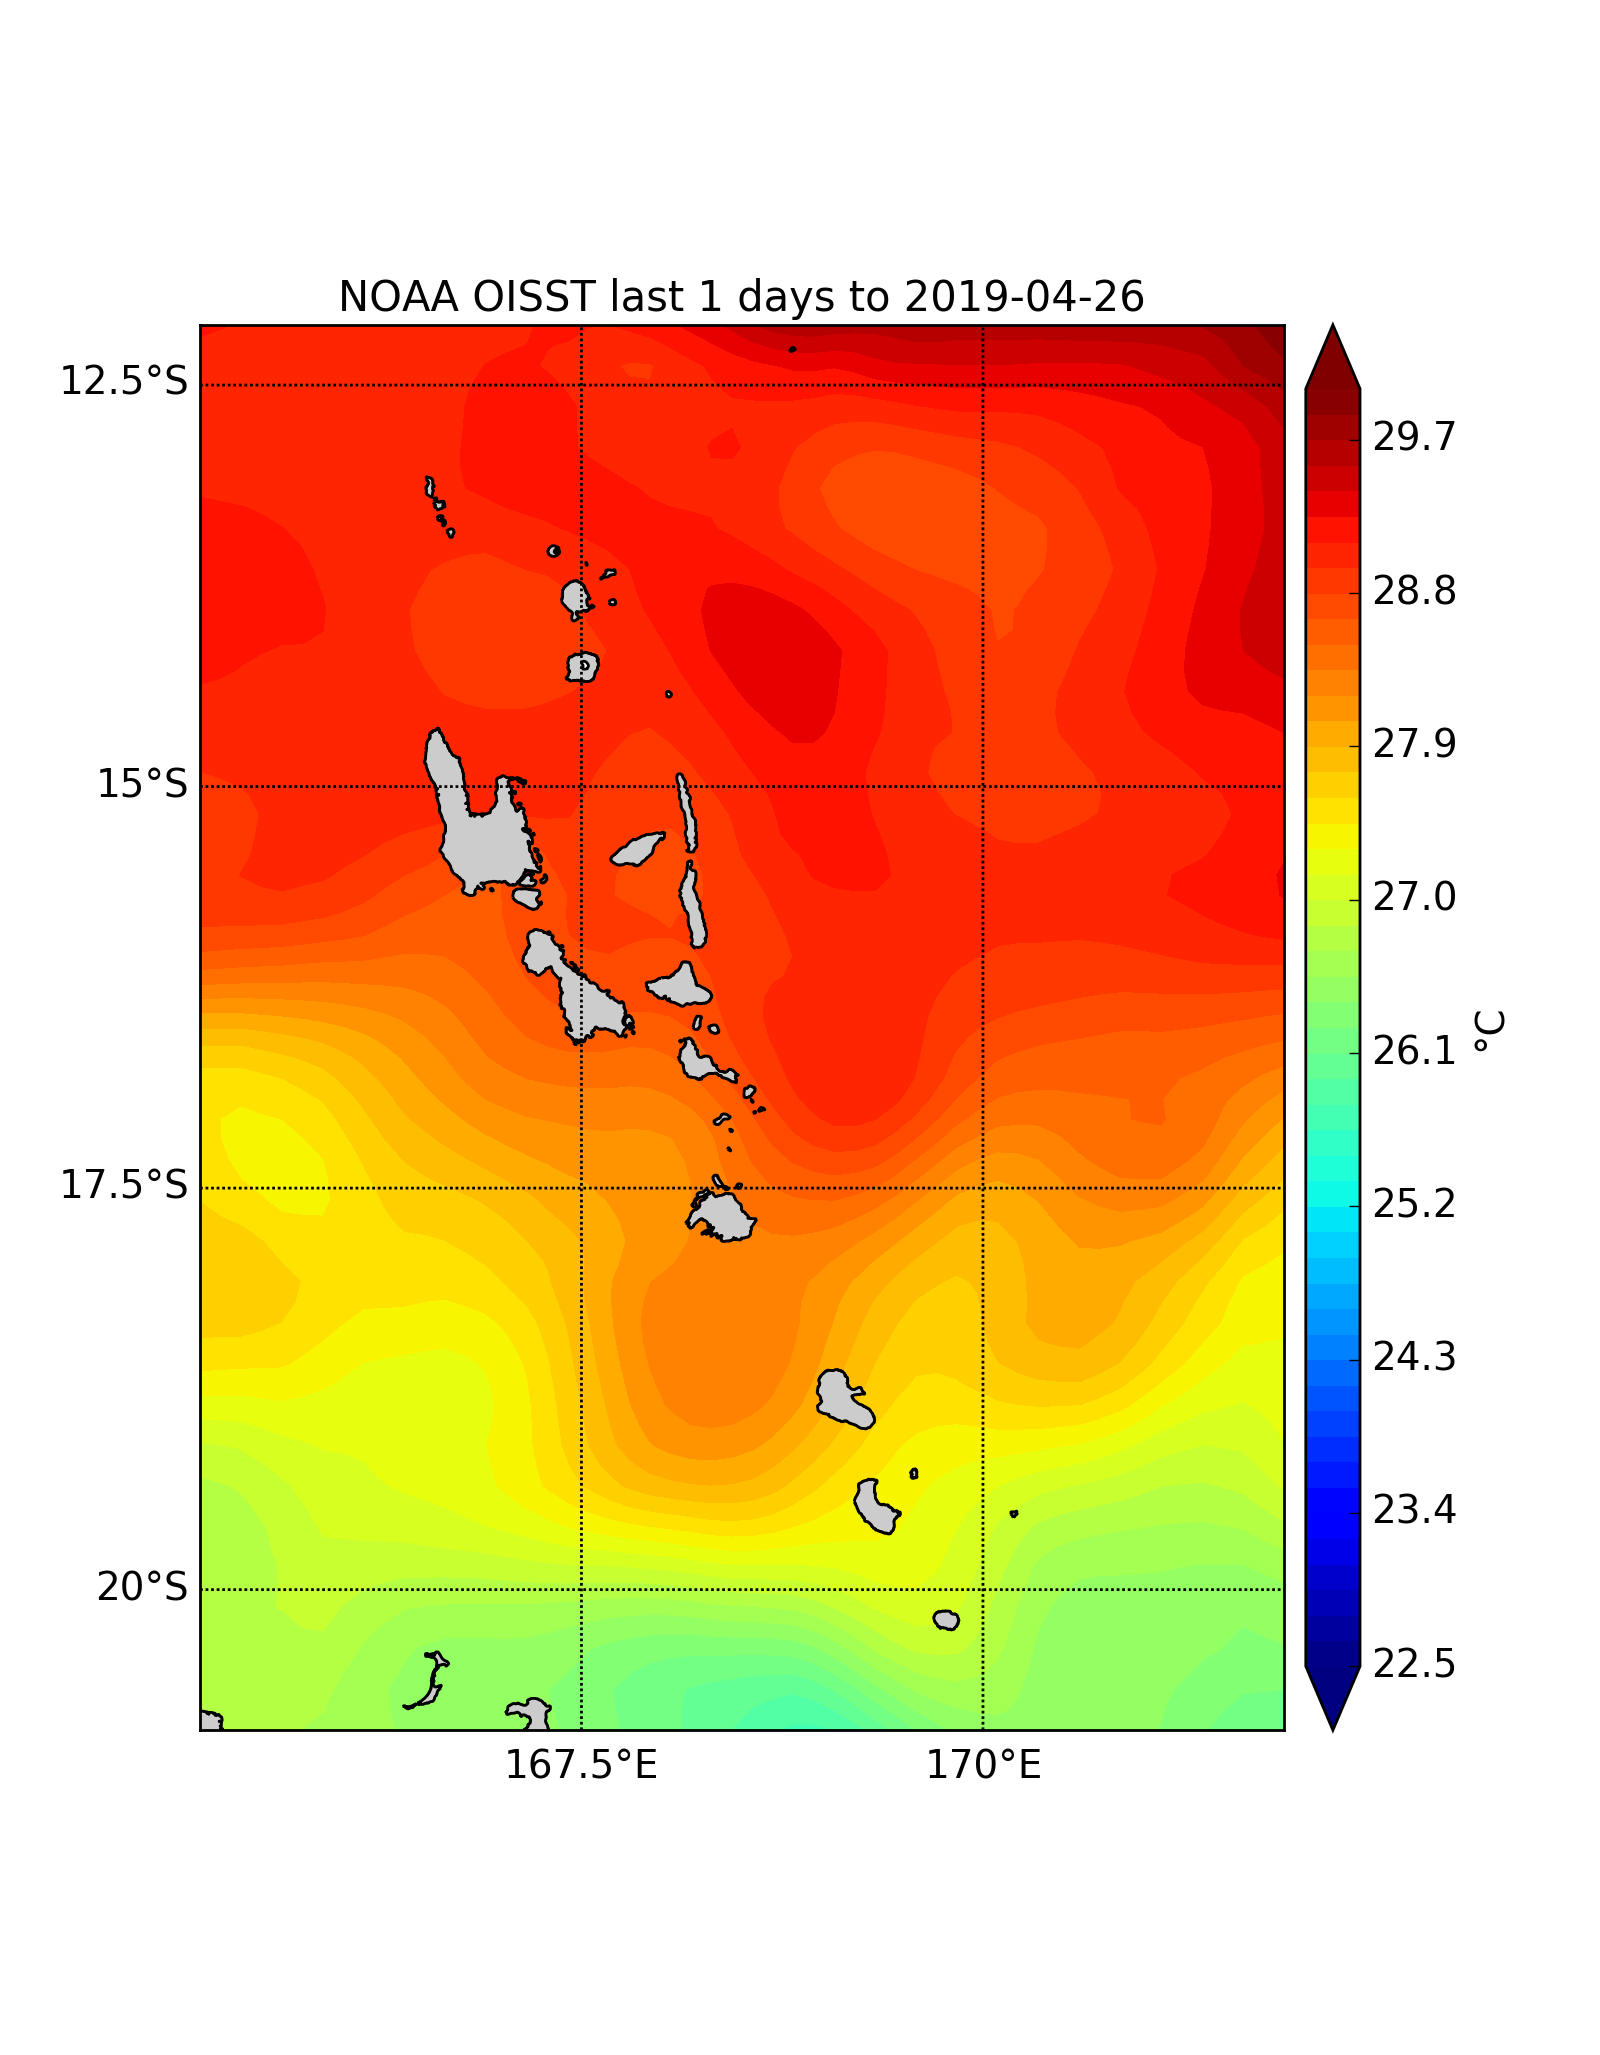 NOAA OISST last 1 days to 2019-04-26
12.5°S
15°S
17.5°S
20°S
167.5°E
170°E
29.7
28.8
27.9
27.0
26.1
25.2
24.3
23.4
22.5
°C